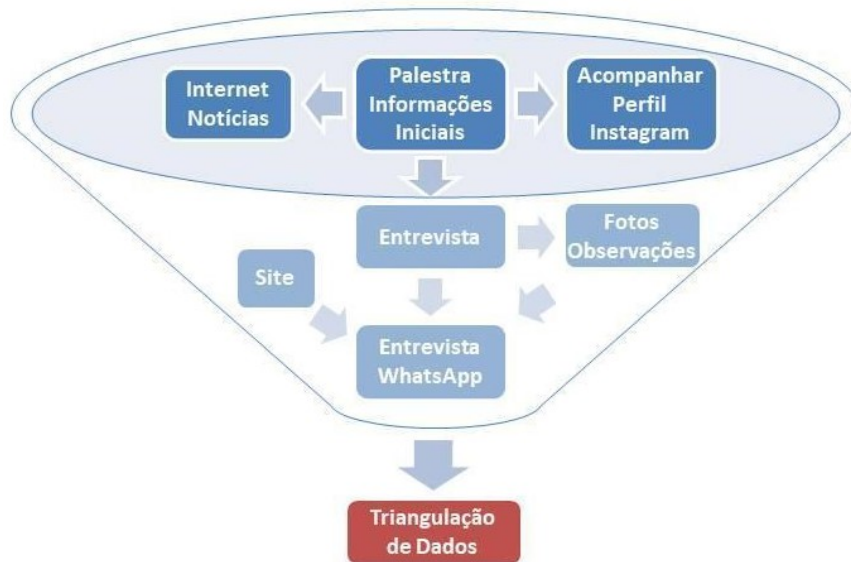 Internet
Notícias
Palestra
Informações
Iniciais
Acompanhar
Perfil
Instagram
Entrevista
Fotos
Observações
Site
Entrevista
WhatsApp
Triangulação
de Dados